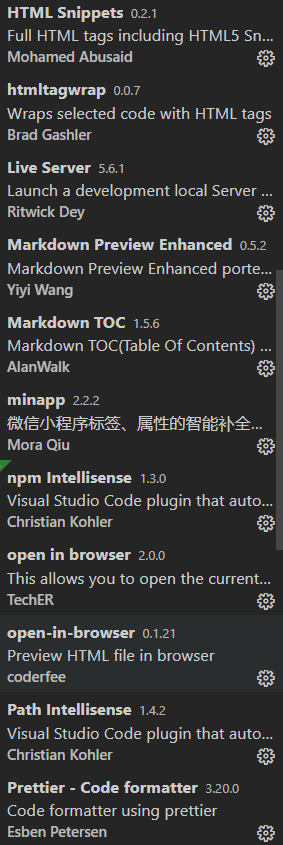 HTML Snippets 0.2.1
Full HTML tags including HTML5 Sn...
Mohamed Abusaid
htmltagwrap 0.0.7
Wraps selected code with HTML tags
Brad Gashler
Live Server 5.6.1
Launch a development local Server ...
Ritwick Dey
Markdown Preview Enhanced 0.5.2
Markdown Preview Enhanced porte...
Yiyi Wang
Markdown TOC 1.5.6
Markdown TOC(Table Of Contents) ...
AlanWalk
minapp 2.2.2
微信小程序标签、属性的智能补全...
Mora Qiu
npm Intellisense 1.3.0
Visual Studio Code plugin that auto...
Christian Kohler
open in browser 2.0.0
This allows you to open the current...
TechER
open-in-browser 0.1.21
Preview HTML file in browser
coderfee
Path Intellisense 1.4.2
Visual Studio Code plugin that auto...
Christian Kohler
Prettier - Code formatter 3.20.0
Code formatter using prettier
Esben Petersen